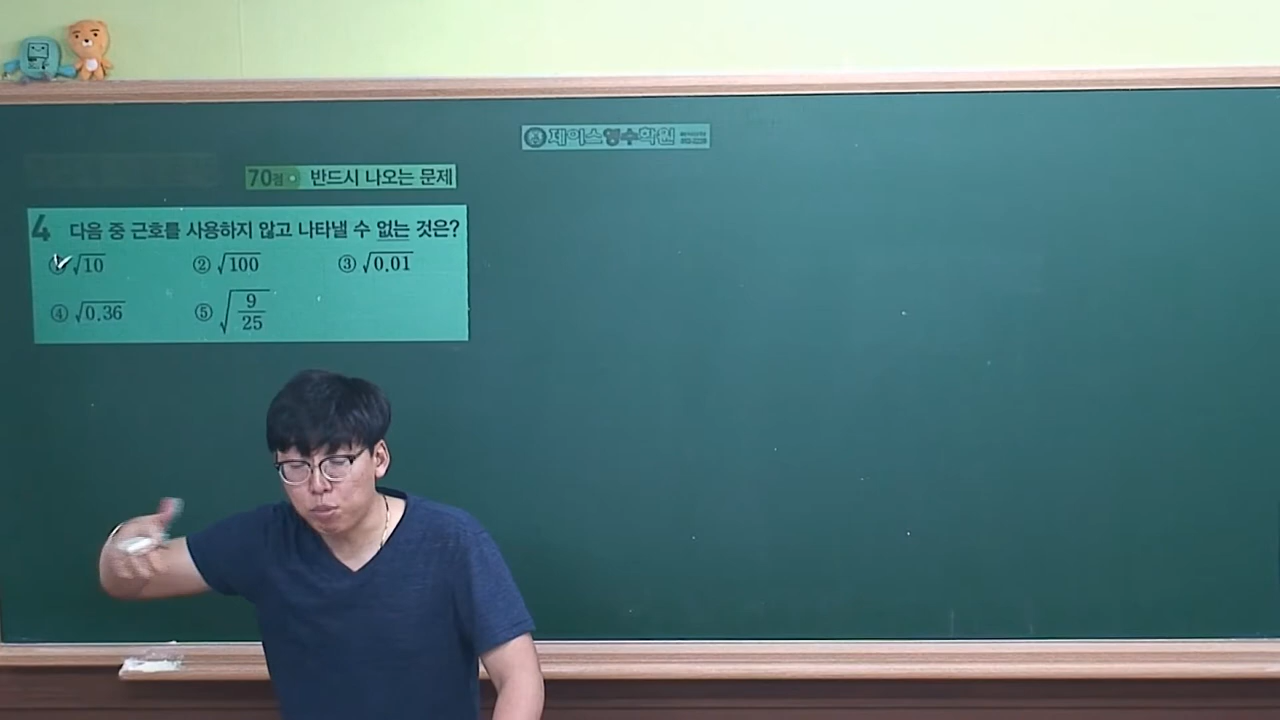 제이스영수학원
70점 반드시 나오는 문제
4 다음 중 근호를 사용하지 않고 나타낼 수 없는 것은?
① √10 ② √100 ③ √0.01
④ √0.36 ⑤ √(9/25)